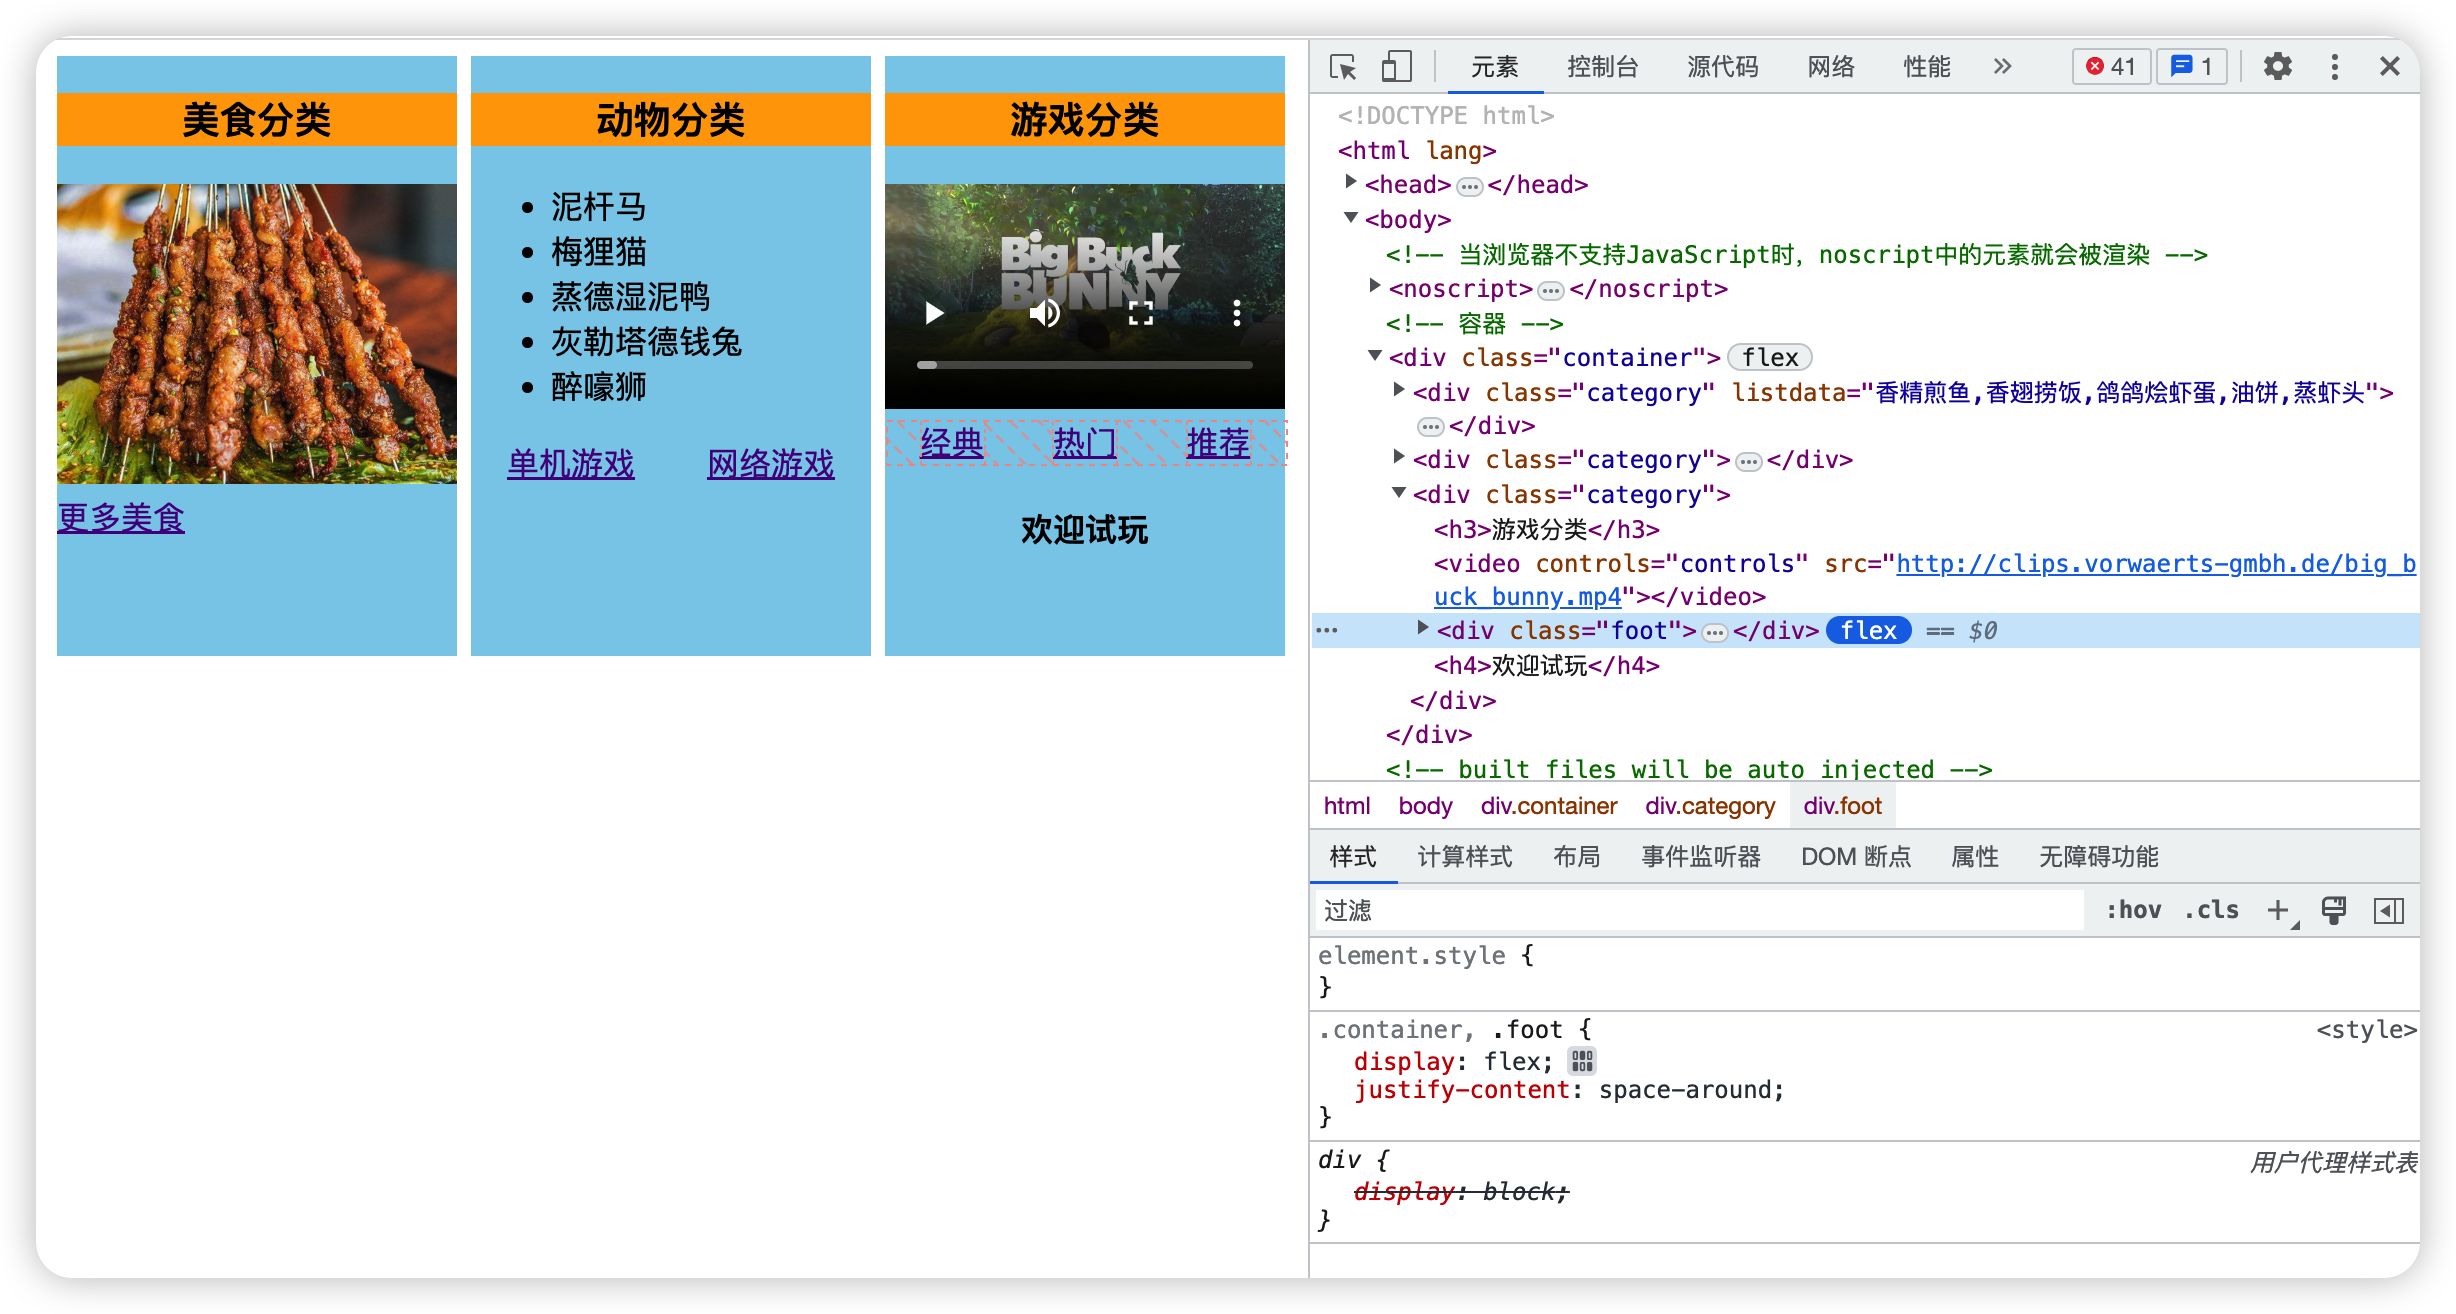 美食分类
更多美食
动物分类
泥杆马
梅狸猫
蒸德湿泥鸭
灰勒塔德钱兔
醉嚎狮
单机游戏 网络游戏
游戏分类
Big Buck
BUNNY
经典 热门 推荐
欢迎试玩
元素 控制台 源代码 网络 性能 » 41 1
<!DOCTYPE html>
<html lang>
<head> ••• </head>
<body>
<!-- 当浏览器不支持JavaScript时，noscript中的元素就会被渲染 -->
<noscript> ••• </noscript>
<!-- 容器 -->
<div class="container"> flex
<div class="category" listdata="香精煎鱼,香翅捞饭,鸽鸽烩虾蛋,油饼,蒸虾头">
••• </div>
<div class="category"> ••• </div>
<div class="category">
<h3>游戏分类</h3>
<video controls="controls" src="http://clips.vorwaerts-gmbh.de/big_b
uck_bunny.mp4"></video>
••• <div class="foot"> ••• </div> flex == $0
<h4>欢迎试玩</h4>
</div>
</div>
<!-- built files will be auto injected -->
html body div.container div.category div.foot
样式 计算样式 布局 事件监听器 DOM 断点 属性 无障碍功能
过滤 :hov .cls +
element.style {
}
.container, .foot { <style>
display: flex;
justify-content: space-around;
}
div { 用户代理样式表
display: block;
}